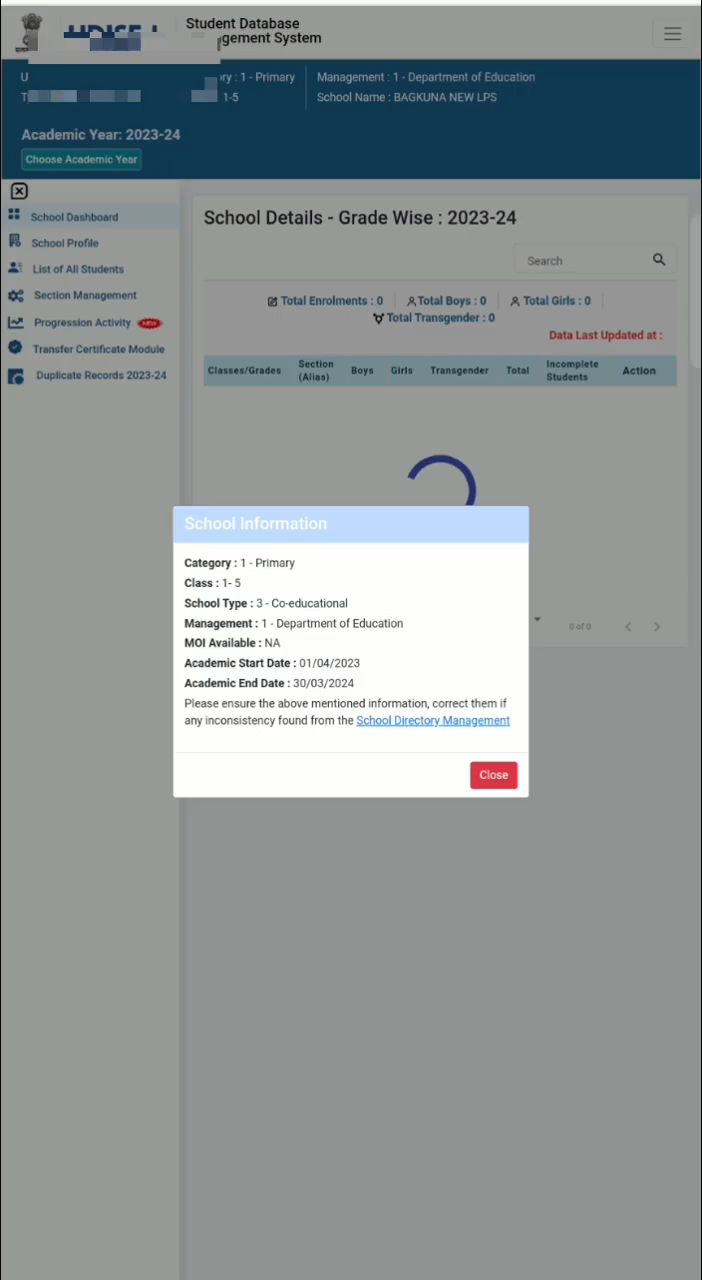 Student Database
gement System
U
ry : 1 - Primary
Management : 1 - Department of Education
T
1-5
School Name : BAGKUNA NEW LPS
Academic Year: 2023-24
Choose Academic Year
School Dashboard
School Profile
List of All Students
Section Management
Progression Activity NEW
Transfer Certificate Module
Duplicate Records 2023-24
School Details - Grade Wise : 2023-24
Search
Total Enrolments : 0 Total Boys : 0 Total Girls : 0
Total Transgender : 0
Data Last Updated at :
Classes/Grades Section (Alias) Boys Girls Transgender Total Incomplete Students Action
School Information
Category : 1 - Primary
Class : 1- 5
School Type : 3 - Co-educational
Management : 1 - Department of Education
MOI Available : NA
Academic Start Date : 01/04/2023
Academic End Date : 30/03/2024
Please ensure the above mentioned information, correct them if
any inconsistency found from the School Directory Management
Close
0 of 0